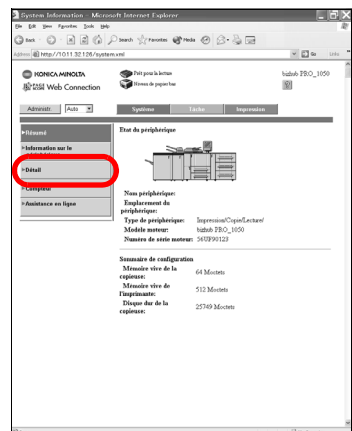 System Information - Microsoft Internet Explorer
File Edit View Favorites Tools Help
Back Search Favorites Media
Address http://10.11.32.126/system.xml Go Links
KONICA MINOLTA
PAGE SCOPE Web Connection
Prêt pour la lecture
Niveau de papier bas
bizhub PRO_1050
Administr. Auto
Système Tâche Impression
Résumé
Information sur le
Détail
Compteur
Assistance en ligne
Etat du périphérique
Nom périphérique:
Emplacement du
périphérique:
Type de périphérique: Impression/Copie/Lecture/
Modèle moteur: bizhub PRO_1050
Numéro de série moteur: 56UF90123
Sommaire de configuration
Mémoire vive de la
copieuse: 64 Moctets
Mémoire vive de
l'imprimante: 512 Moctets
Disque dur de la
copieuse: 25749 Moctets